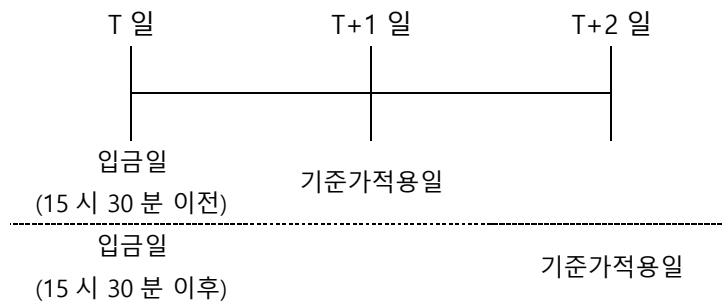 T 일 T+1 일 T+2 일
입금일
(15 시 30 분 이전)
기준가적용일
입금일
(15 시 30 분 이후)
기준가적용일